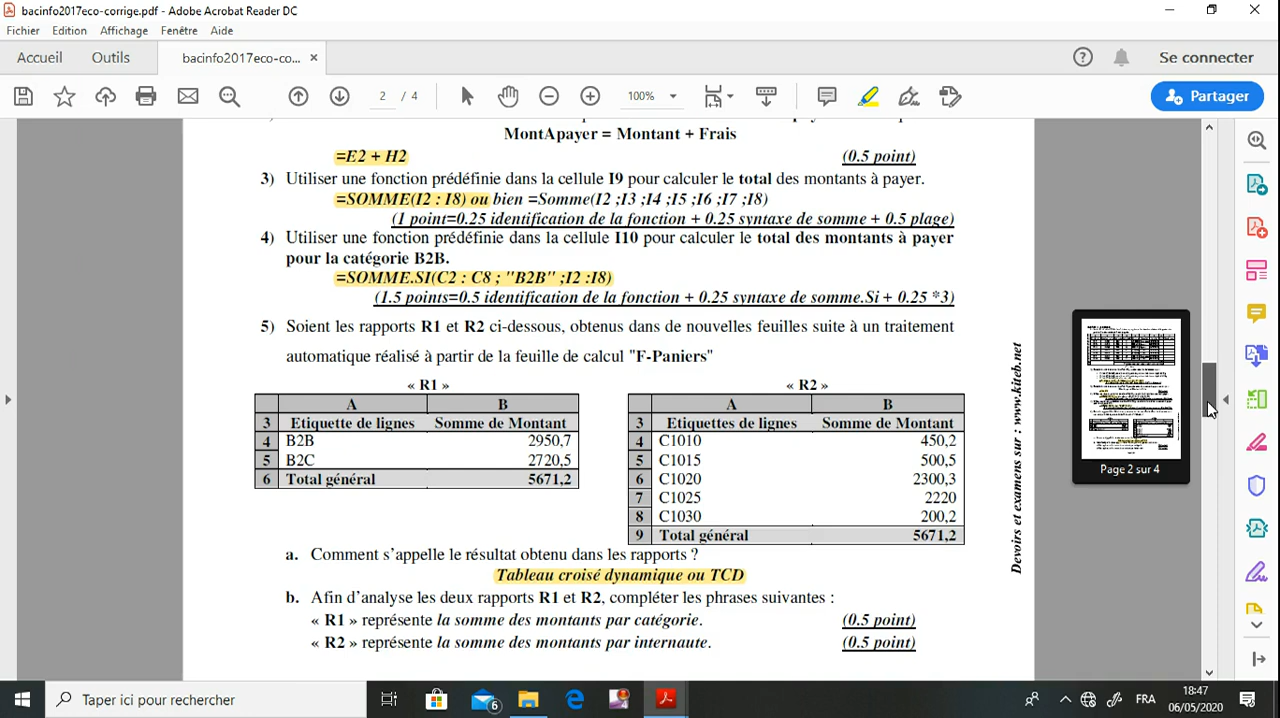 bacinfo2017eco-corrige.pdf - Adobe Acrobat Reader DC
Fichier Edition Affichage Fenêtre Aide
Accueil Outils bacinfo2017eco-co... × Se connecter
2 / 4 100% Partager
MontApayer = Montant + Frais
=E2 + H2 (0.5 point)
3) Utiliser une fonction prédéfinie dans la cellule I9 pour calculer le total des montants à payer.
=SOMME(I2 : I8) ou bien =Somme(I2 ;I3 ;I4 ;I5 ;I6 ;I7 ;I8)
(1 point=0.25 identification de la fonction + 0.25 syntaxe de somme + 0.5 plage)
4) Utiliser une fonction prédéfinie dans la cellule I10 pour calculer le total des montants à payer
pour la catégorie B2B.
=SOMME.SI(C2 : C8 ; "B2B" ;I2 :I8)
(1.5 points=0.5 identification de la fonction + 0.25 syntaxe de somme.Si + 0.25 *3)
5) Soient les rapports R1 et R2 ci-dessous, obtenus dans de nouvelles feuilles suite à un traitement
automatique réalisé à partir de la feuille de calcul "F-Paniers"
« R1 »
A B
3 Etiquette de lignes Somme de Montant
4 B2B 2950,7
5 B2C 2720,5
6 Total général 5671,2
« R2 »
A B
3 Etiquettes de lignes Somme de Montant
4 C1010 450,2
5 C1015 500,5
6 C1020 2300,3
7 C1025 2220
8 C1030 200,2
9 Total général 5671,2
a. Comment s'appelle le résultat obtenu dans les rapports ?
Tableau croisé dynamique ou TCD
b. Afin d'analyse les deux rapports R1 et R2, compléter les phrases suivantes :
« R1 » représente la somme des montants par catégorie. (0.5 point)
« R2 » représente la somme des montants par internaute. (0.5 point)
Devoirs et examens sur : www.kiteb.net
Page 2 sur 4
Taper ici pour rechercher
6
FRA
18:47
06/05/2020